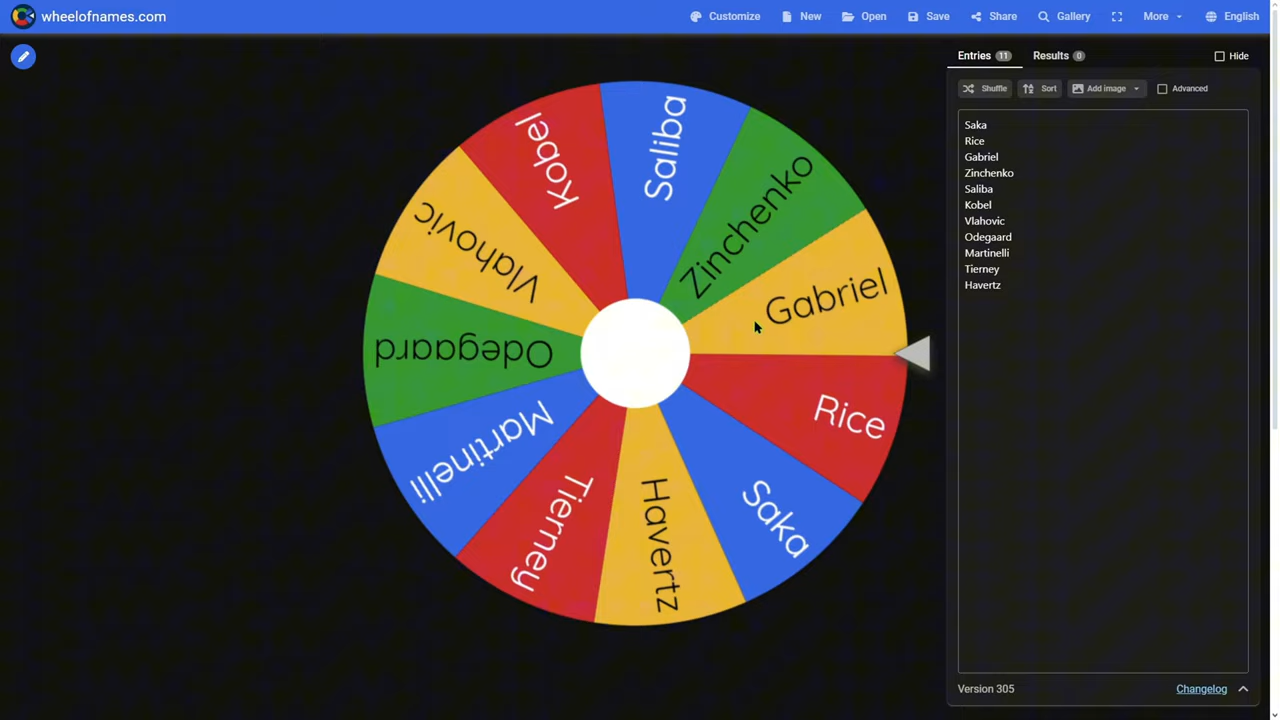 wheelofnames.com
Customize New Open Save Share Gallery More English
Entries 11 Results 0 Hide
Shuffle Sort Add image Advanced
Saka
Rice
Gabriel
Zinchenko
Saliba
Kobel
Vlahovic
Odegaard
Martinelli
Tierney
Havertz
Version 305 Changelog
Saliba
Zinchenko
Gabriel
Rice
Saka
Havertz
Tierney
Martinelli
Odegaard
Vlahovic
Kobel